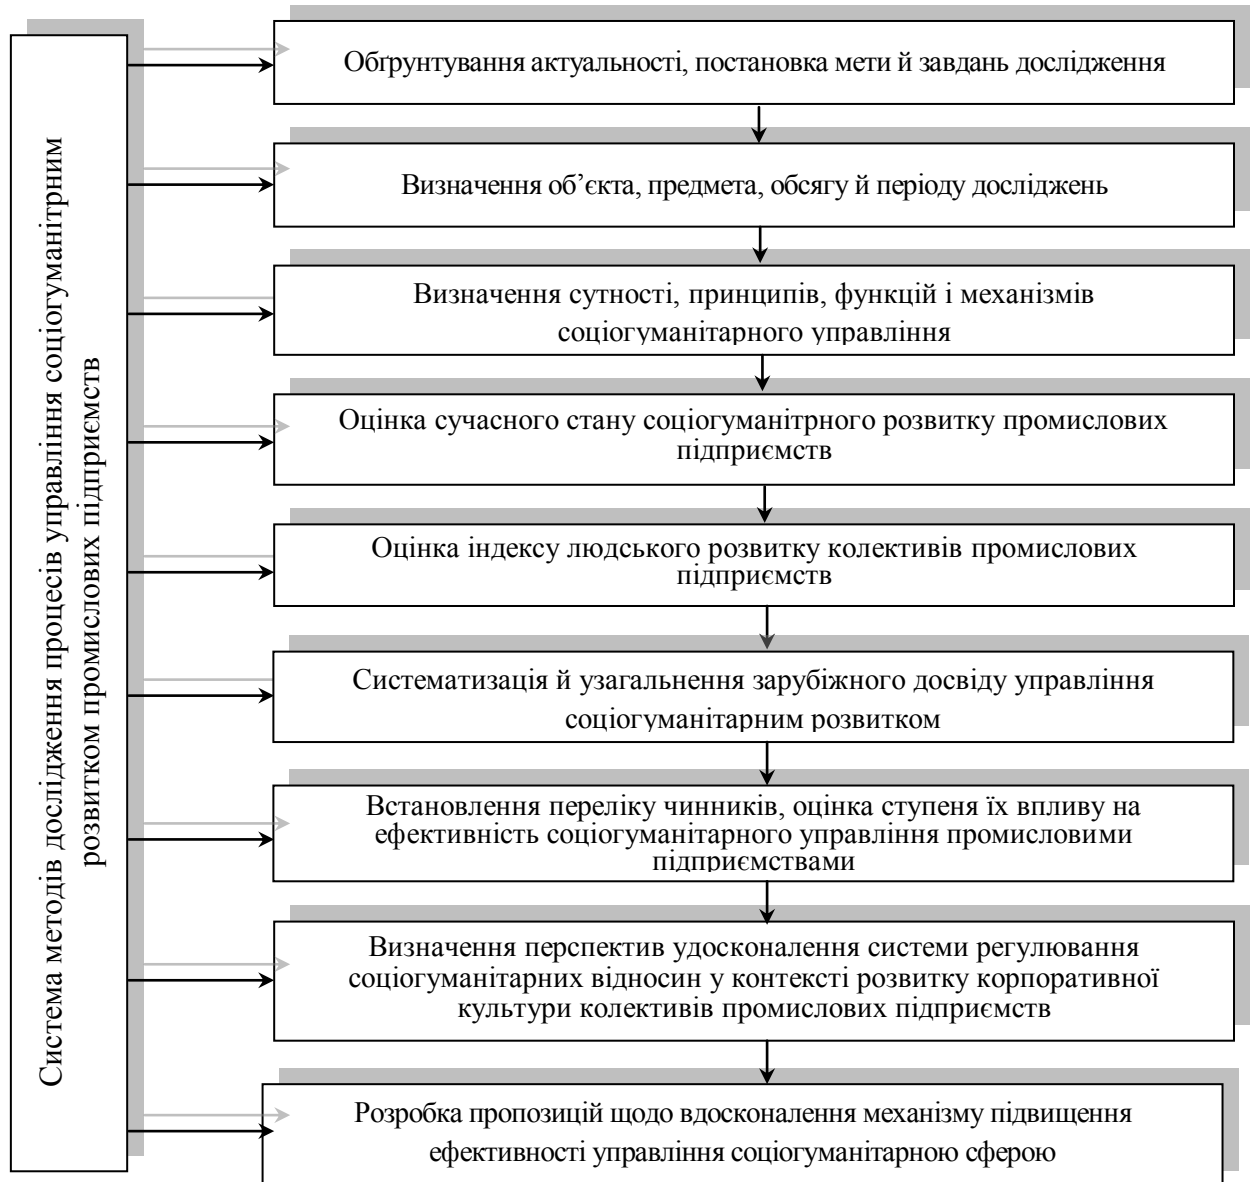 Система методів дослідження процесів управління соціогуманітрним
розвитком промислових підприємств
Обґрунтування актуальності, постановка мети й завдань дослідження
Визначення об’єкта, предмета, обсягу й періоду досліджень
Визначення сутності, принципів, функцій і механізмів
соціогуманітарного управління
Оцінка сучасного стану соціогуманітрного розвитку промислових
підприємств
Оцінка індексу людського розвитку колективів промислових
підприємств
Систематизація й узагальнення зарубіжного досвіду управління
соціогуманітарним розвитком
Встановлення переліку чинників, оцінка ступеня їх впливу на
ефективність соціогуманітарного управління промисловими
підприємствами
Визначення перспектив удосконалення системи регулювання
соціогуманітарних відносин у контексті розвитку корпоративної
культури колективів промислових підприємств
Розробка пропозицій щодо вдосконалення механізму підвищення
ефективності управління соціогуманітарною сферою